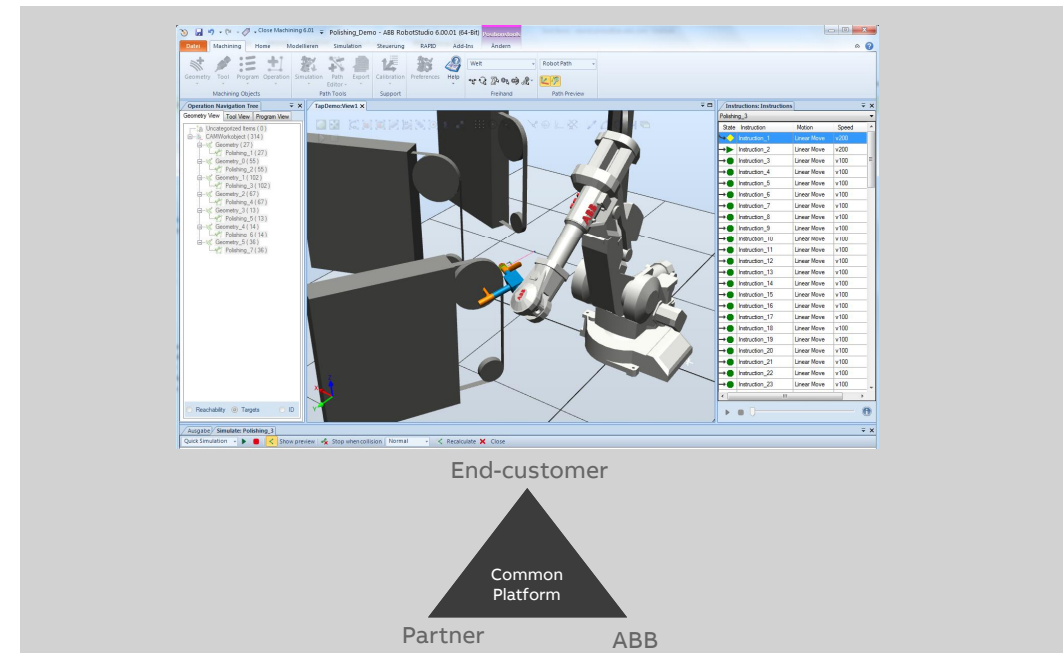 Close Machining 6.01 Polishing_Demo - ABB RobotStudio 6.00.01 (64-Bit)
Datei Machining Home Modellieren Simulation Steuerung RAPID Add-Ins Ändern
Geometry Tool Program Operation Simulation Path Editor Export Calibration Preferences Help
Welt Robot Path
Machining Objects Path Tools Support Freihand Path Preview
Operation Navigation Tree TapDemo:View1 Instructions: Instructions
Geometry View Tool View Program View
Polishing_3
State Instruction Motion Speed
Uncategorized Items ( 0 )
CAMWorkobject ( 314 )
Geometry ( 27 )
Polishing_1 ( 27 )
Geometry_0 ( 55 )
Polishing_2 ( 55 )
Geometry_1 ( 102 )
Polishing_3 ( 102 )
Geometry_2 ( 67 )
Polishing_4 ( 67 )
Geometry_3 ( 13 )
Polishing_5 ( 13 )
Geometry_4 ( 14 )
Polishing_6 ( 14 )
Geometry_5 ( 36 )
Polishing_7 ( 36 )
ABB
ABB
ABB
Instruction_1 Linear Move v200
Instruction_2 Linear Move v200
Instruction_3 Linear Move v100
Instruction_4 Linear Move v100
Instruction_5 Linear Move v100
Instruction_6 Linear Move v100
Instruction_7 Linear Move v100
Instruction_8 Linear Move v100
Instruction_9 Linear Move v100
Instruction_10 Linear Move v100
Instruction_11 Linear Move v100
Instruction_12 Linear Move v100
Instruction_13 Linear Move v100
Instruction_14 Linear Move v100
Instruction_15 Linear Move v100
Instruction_16 Linear Move v100
Instruction_17 Linear Move v100
Instruction_18 Linear Move v100
Instruction_19 Linear Move v100
Instruction_20 Linear Move v100
Instruction_21 Linear Move v100
Instruction_22 Linear Move v100
Instruction_23 Linear Move v100
Z
X
Y
Reachability Targets ID
Ausgabe Simulate: Polishing_3
Quick Simulation Show preview Stop when collision Normal Recalculate Close
End-customer
Common
Platform
Partner
ABB